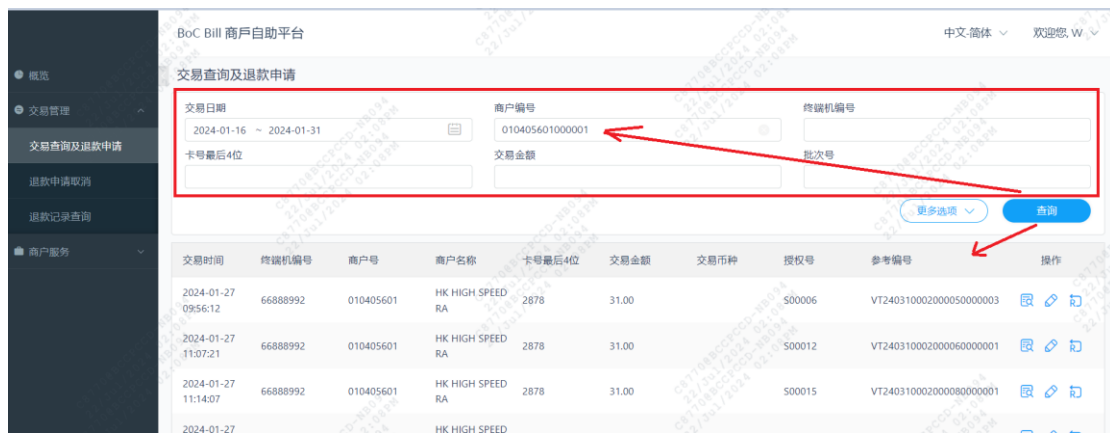 BoC Bill 商戶自助平台
中文-简体
欢迎您, W
概览
交易管理
交易查询及退款申请
退款申请取消
退款记录查询
商户服务
交易查询及退款申请
交易日期 商户编号 终端机编号
2024-01-16 ~ 2024-01-31 010405601000001
卡号最后4位 交易金额 批次号
更多选项 查询
交易时间 终端机编号 商户号 商户名称 卡号最后4位 交易金额 交易币种 授权号 参考编号 操作
2024-01-27 09:56:12 66888992 010405601 HK HIGH SPEED RA 2878 31.00 S00006 VT240310002000050000003
2024-01-27 11:07:21 66888992 010405601 HK HIGH SPEED RA 2878 31.00 S00012 VT240310002000060000001
2024-01-27 11:14:07 66888992 010405601 HK HIGH SPEED RA 2878 31.00 S00015 VT240310002000080000001
2024-01-27 HK HIGH SPEED